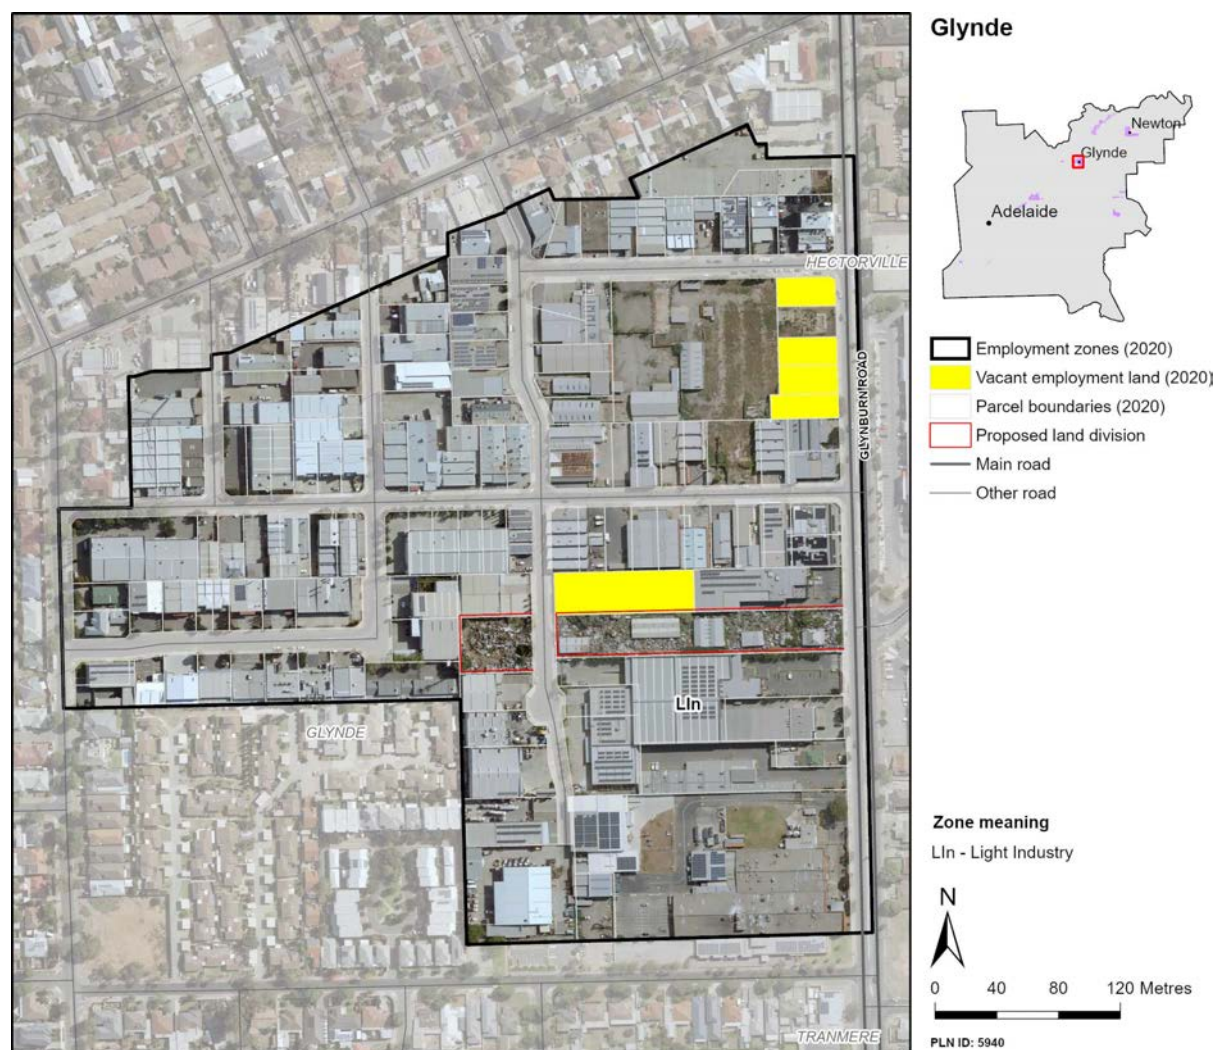 Glynde
Newton
Glynde
Adelaide
HECTORVILLE
GLYNBURN ROAD
Employment zones (2020)
Vacant employment land (2020)
Parcel boundaries (2020)
Proposed land division
Main road
Other road
LIn
GLYNDE
TRANMERE
Zone meaning
LIn - Light Industry
N
0 40 80 120 Metres
PLN ID: 5940